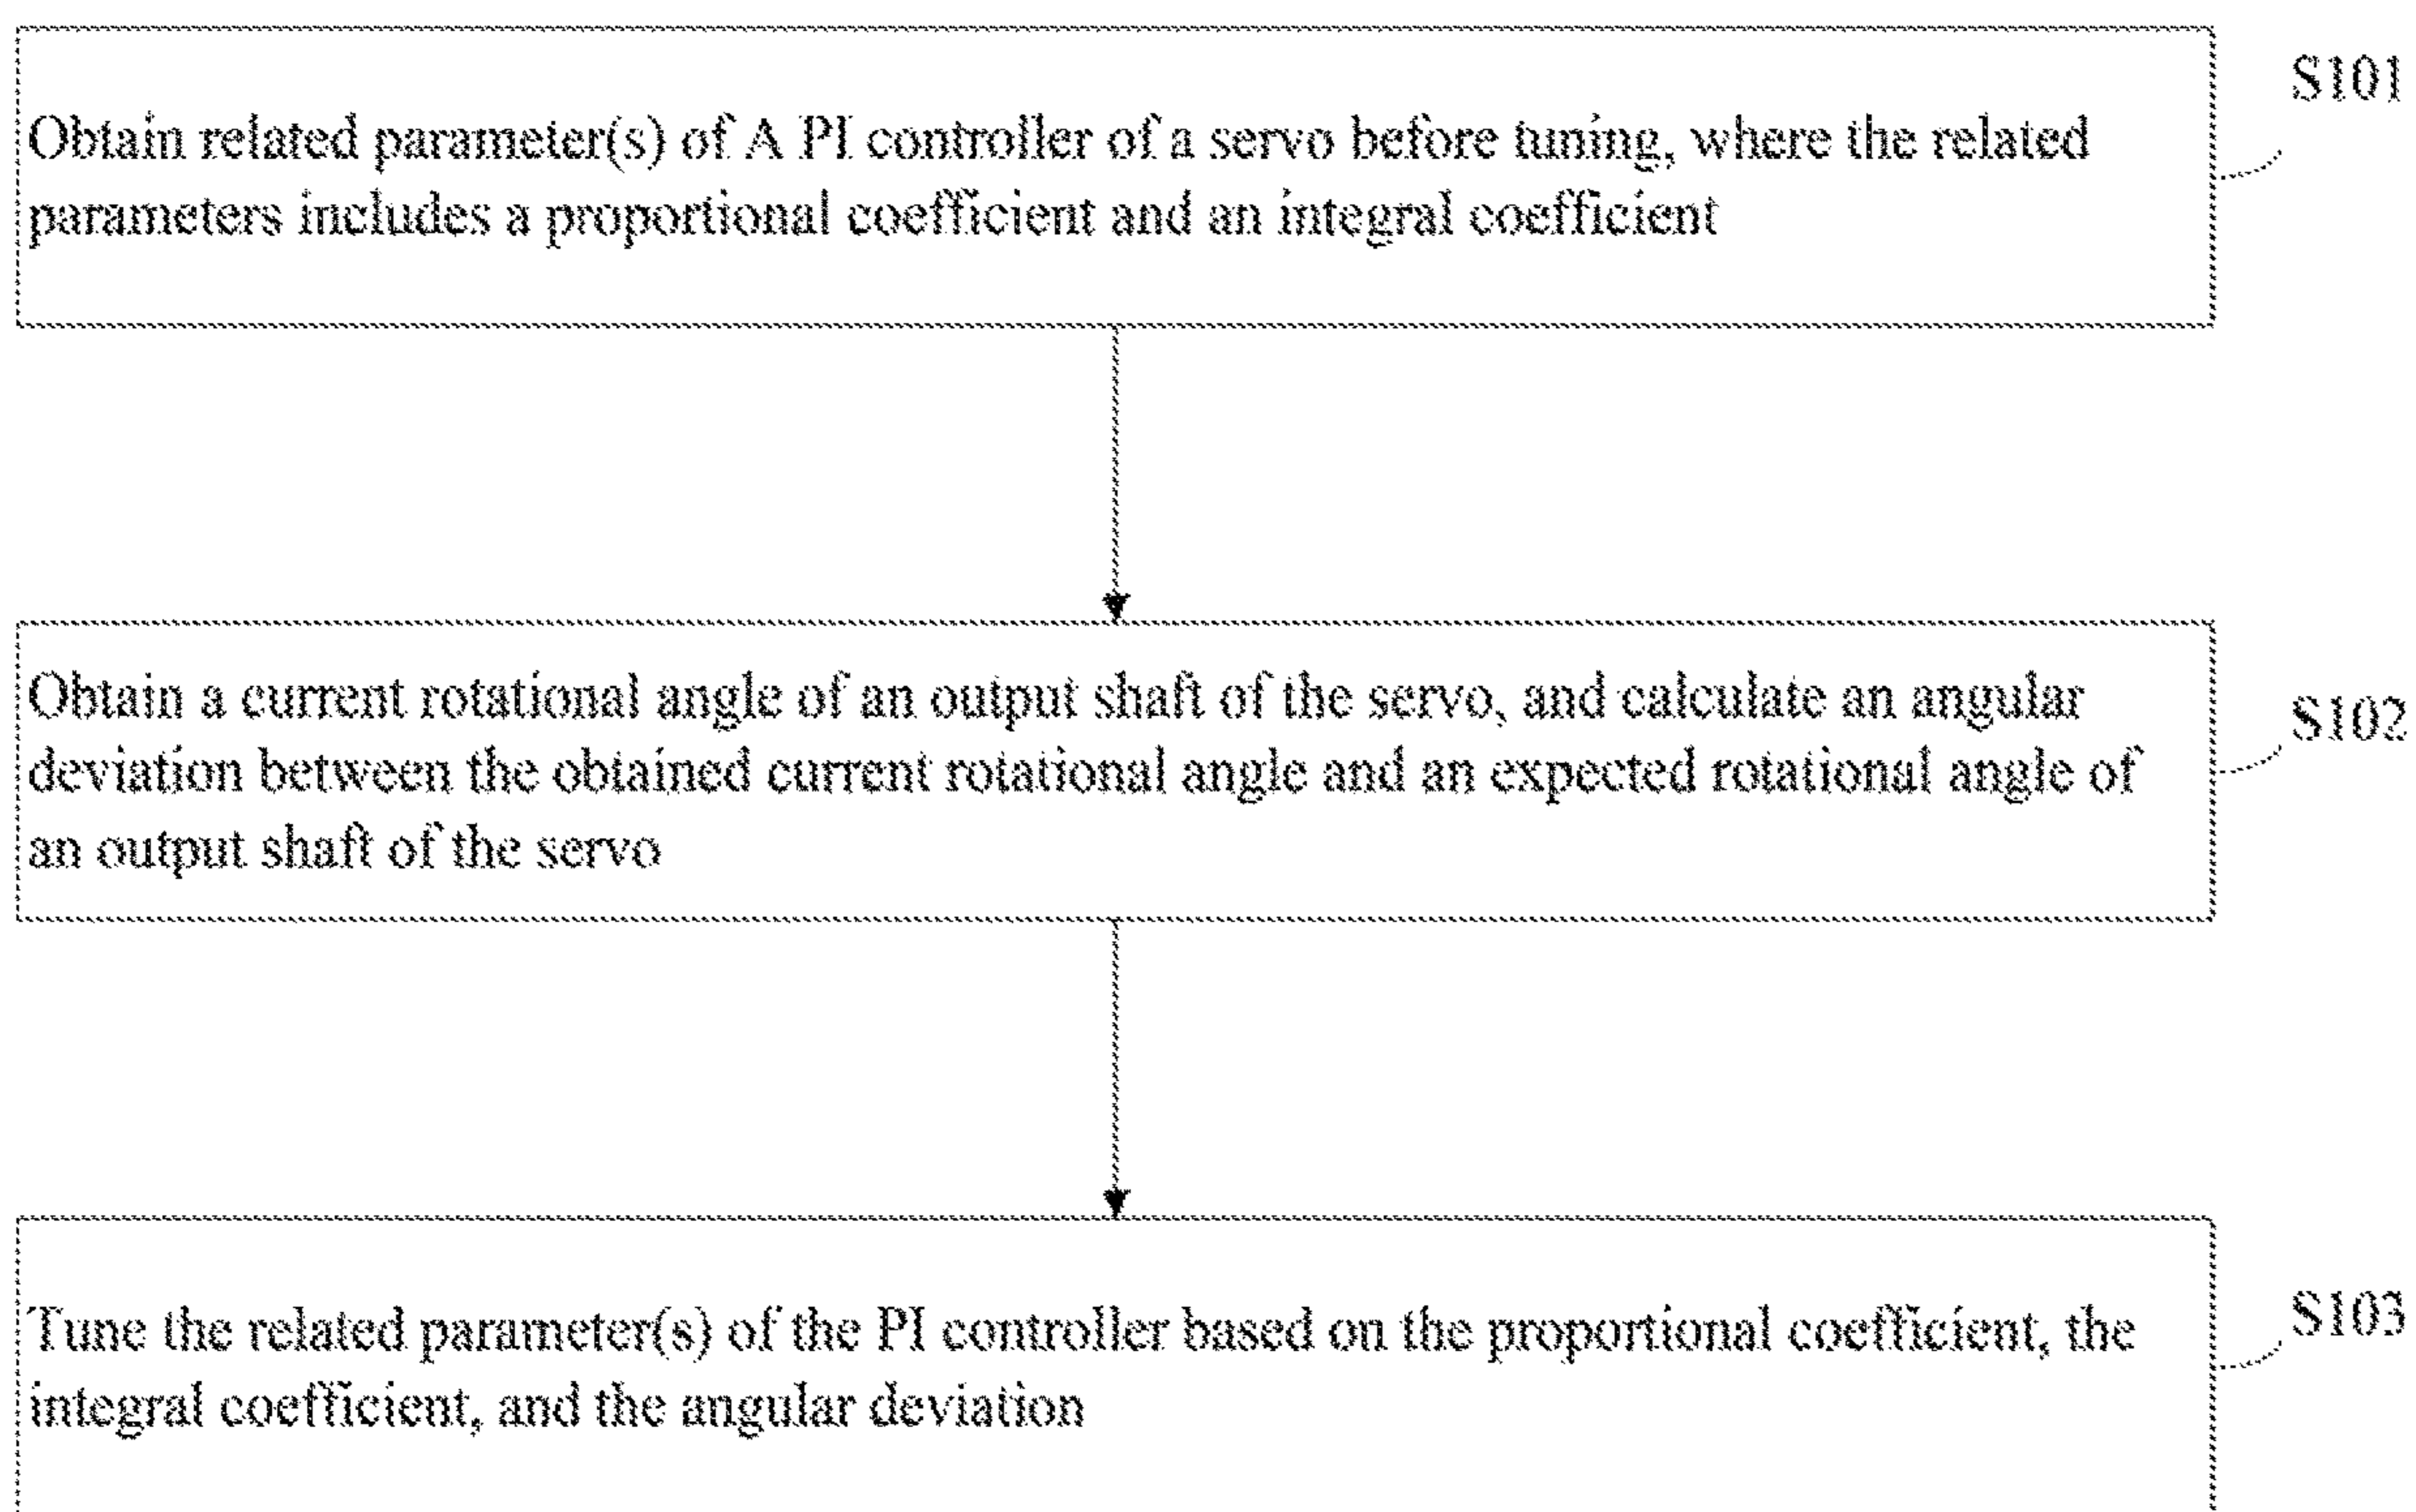 S101
Obtain related parameter(s) of A PI controller of a servo before tuning, where the related
parameters includes a proportional coefficient and an integral coefficient
Obtain a current rotational angle of an output shaft of the servo, and calculate an angular
S102
deviation between the obtained current rotational angle and an expected rotational angle of
an output shaft of the servo
S103
Tune the related parameter(s) of the PI controller based on the proportional coefficient, the
integral coefficient, and the angular deviation